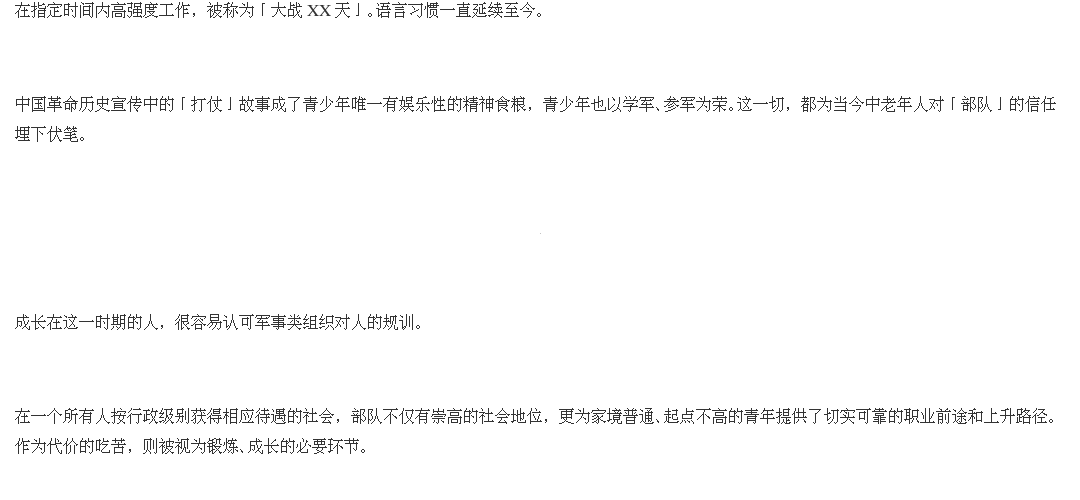 在指定时间内高强度工作，被称为「大战 XX 天」。语言习惯一直延续至今。
中国革命历史宣传中的「打仗」故事成了青少年唯一有娱乐性的精神食粮，青少年也以学军、参军为荣。这一切，都为当今中老年人对「部队」的信任
埋下伏笔。
成长在这一时期的人，很容易认可军事类组织对人的规训。
在一个所有人按行政级别获得相应待遇的社会，部队不仅有崇高的社会地位，更为家境普通、起点不高的青年提供了切实可靠的职业前途和上升路径。
作为代价的吃苦，则被视为锻炼、成长的必要环节。